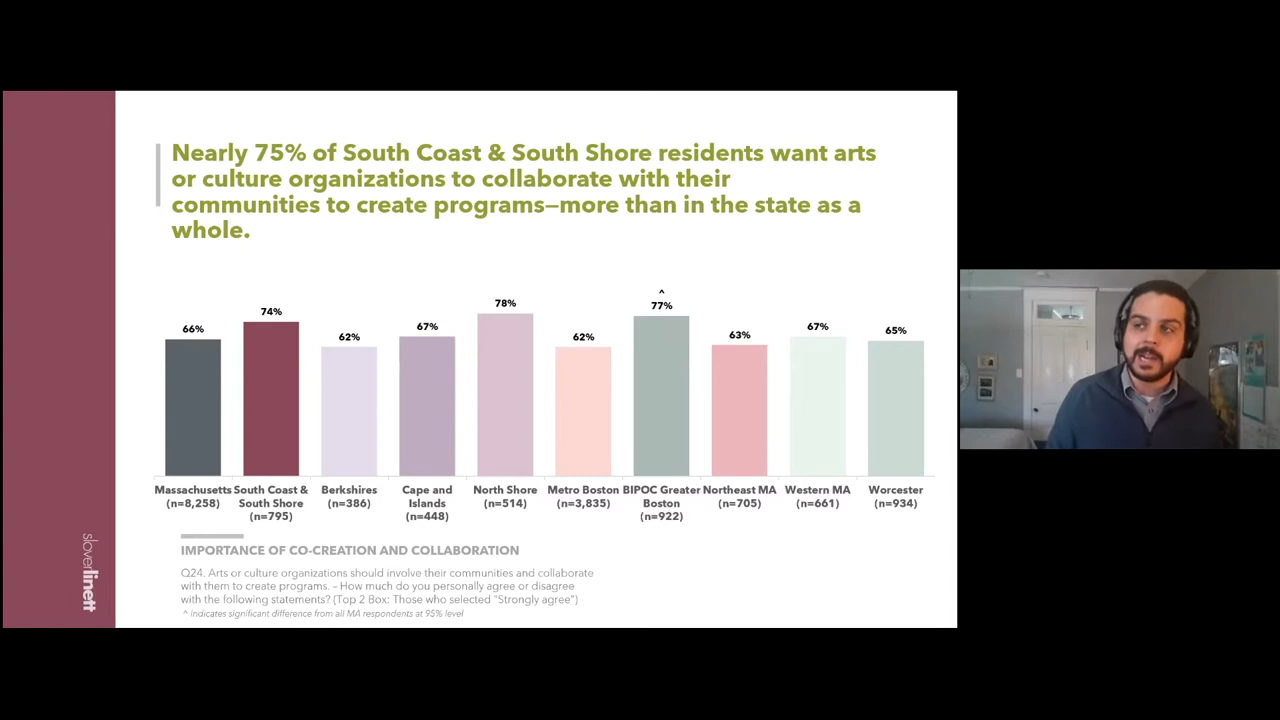 Nearly 75% of South Coast & South Shore residents want arts
or culture organizations to collaborate with their
communities to create programs—more than in the state as a
whole.
66%
74%
62%
67%
78%
62%
^
77%
63%
67%
65%
Massachusetts
(n=8,258)
South Coast &
South Shore
(n=795)
Berkshires
(n=386)
Cape and
Islands
(n=448)
North Shore
(n=514)
Metro Boston
(n=3,835)
BIPOC Greater
Boston
(n=922)
Northeast MA
(n=705)
Western MA
(n=661)
Worcester
(n=934)
IMPORTANCE OF CO-CREATION AND COLLABORATION
Q24. Arts or culture organizations should involve their communities and collaborate
with them to create programs. – How much do you personally agree or disagree
with the following statements? (Top 2 Box: Those who selected "Strongly agree")
^ indicates significant difference from all MA respondents at 95% level
sloverlinett